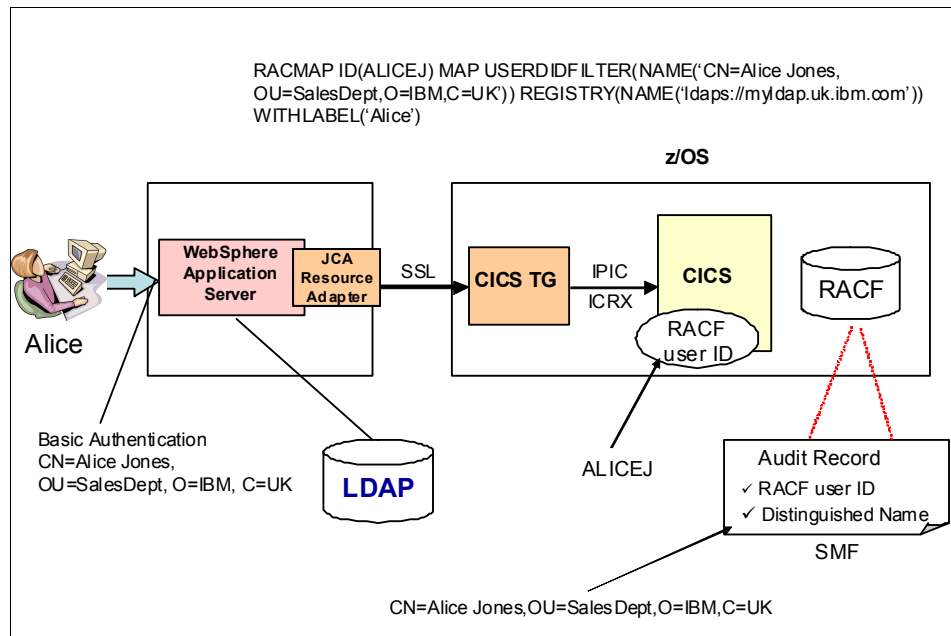 RACMAP ID(ALICEJ) MAP USERDIDFILTER(NAME(‘CN=Alice Jones,
OU=SalesDept,O=IBM,C=UK’)) REGISTRY(NAME(‘ldaps://myldap.uk.ibm.com’))
WITHLABEL(‘Alice’)
z/OS
WebSphere
Application
Server
JCA
Resource
Adapter
SSL
CICS TG
IPIC
ICRX
CICS
RACF
user ID
RACF
Alice
Basic Authentication
CN=Alice Jones,
OU=SalesDept, O=IBM, C=UK
LDAP
ALICEJ
Audit Record
✓ RACF user ID
✓ Distinguished Name
SMF
CN=Alice Jones,OU=SalesDept,O=IBM,C=UK